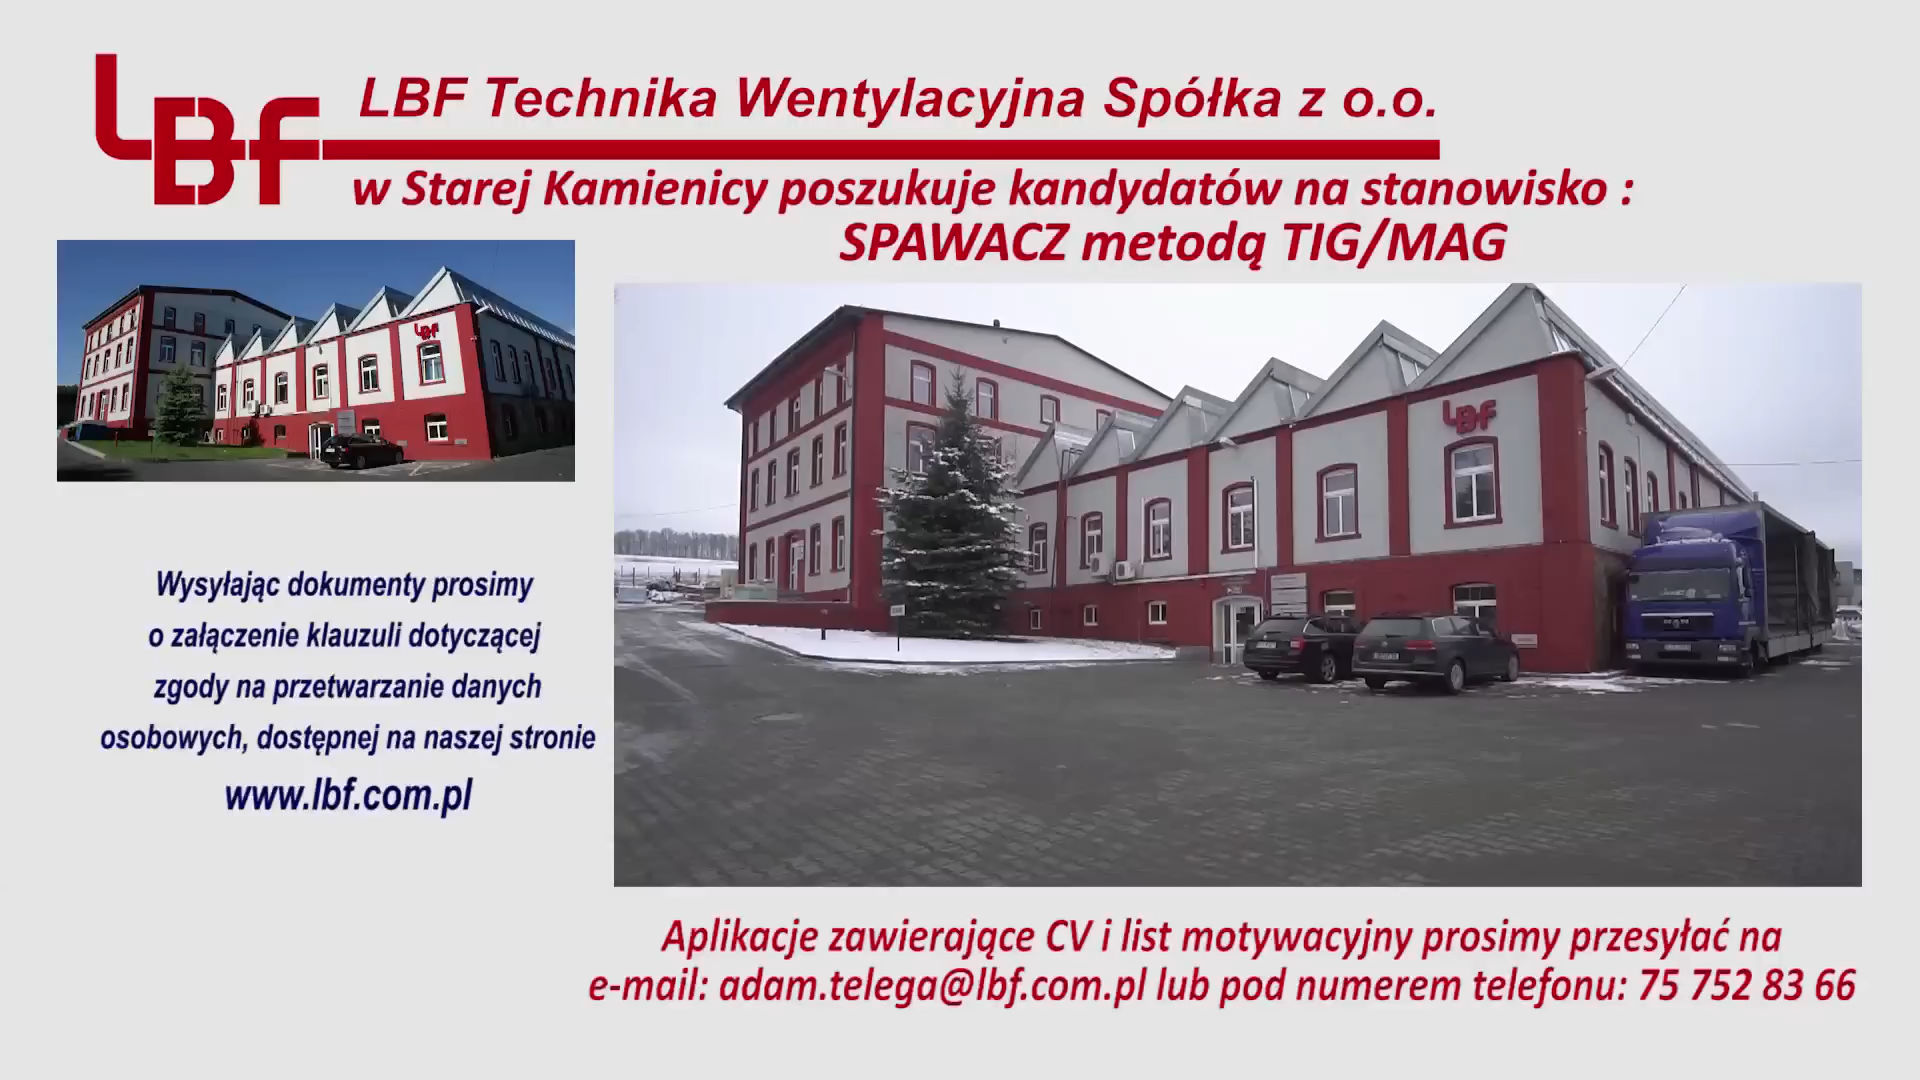 LBF
LBF Technika Wentylacyjna Spółka z o.o.
w Starej Kamienicy poszukuje kandydatów na stanowisko :
SPAWACZ metodą TIG/MAG
LBF
LBF
Wysyłając dokumenty prosimy
o załączenie klauzuli dotyczącej
zgody na przetwarzanie danych
osobowych, dostępnej na naszej stronie
www.lbf.com.pl
Aplikacje zawierające CV i list motywacyjny prosimy przesyłać na
e-mail: adam.telega@lbf.com.pl lub pod numerem telefonu: 75 752 83 66